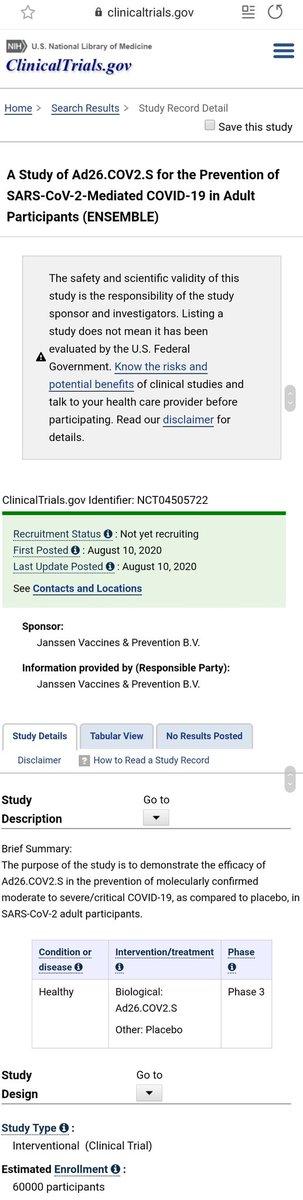 clinicaltrials.gov
NIH U.S. National Library of Medicine
ClinicalTrials.gov
Home > Search Results > Study Record Detail
Save this study
A Study of Ad26.COV2.S for the Prevention of
SARS-CoV-2-Mediated COVID-19 in Adult
Participants (ENSEMBLE)
The safety and scientific validity of this
study is the responsibility of the study
sponsor and investigators. Listing a
study does not mean it has been
evaluated by the U.S. Federal
Government. Know the risks and
potential benefits of clinical studies and
talk to your health care provider before
participating. Read our disclaimer for
details.
ClinicalTrials.gov Identifier: NCT04505722
Recruitment Status : Not yet recruiting
First Posted : August 10, 2020
Last Update Posted : August 10, 2020
See Contacts and Locations
Sponsor:
Janssen Vaccines & Prevention B.V.
Information provided by (Responsible Party):
Janssen Vaccines & Prevention B.V.
Study Details Tabular View No Results Posted
Disclaimer ? How to Read a Study Record
Study Description Go to
Brief Summary:
The purpose of the study is to demonstrate the efficacy of
Ad26.COV2.S in the prevention of molecularly confirmed
moderate to severe/critical COVID-19, as compared to placebo, in
SARS-CoV-2 adult participants.
Condition or disease Intervention/treatment Phase
Healthy Biological: Ad26.COV2.S Phase 3
Other: Placebo
Study Design Go to
Study Type :
Interventional (Clinical Trial)
Estimated Enrollment :
60000 participants